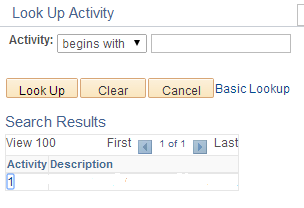 Look Up Activity
Activity: begins with
Look Up Clear Cancel Basic Lookup
Search Results
View 100 First 1 of 1 Last
Activity Description
1